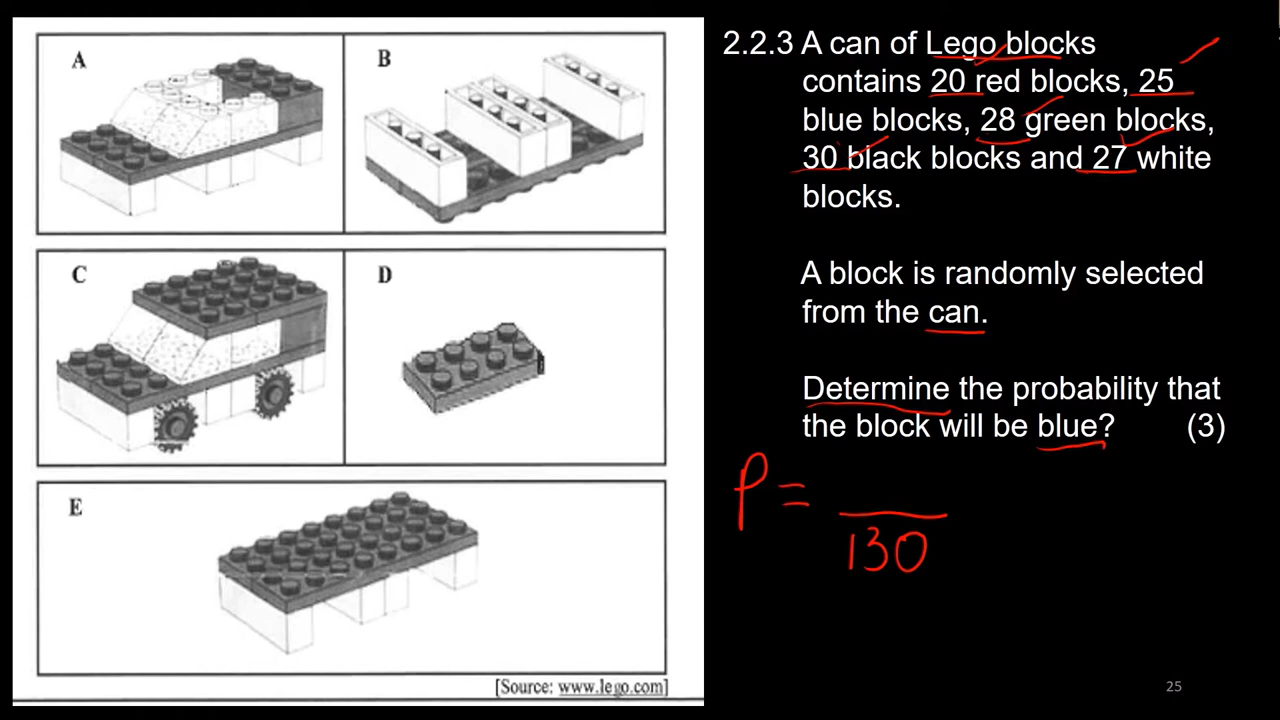 A
B
C
D
E
[Source: www.lego.com]
2.2.3 A can of Lego blocks
contains 20 red blocks, 25
blue blocks, 28 green blocks,
30 black blocks and 27 white
blocks.
A block is randomly selected
from the can.
Determine the probability that
the block will be blue? (3)
P =
130
25